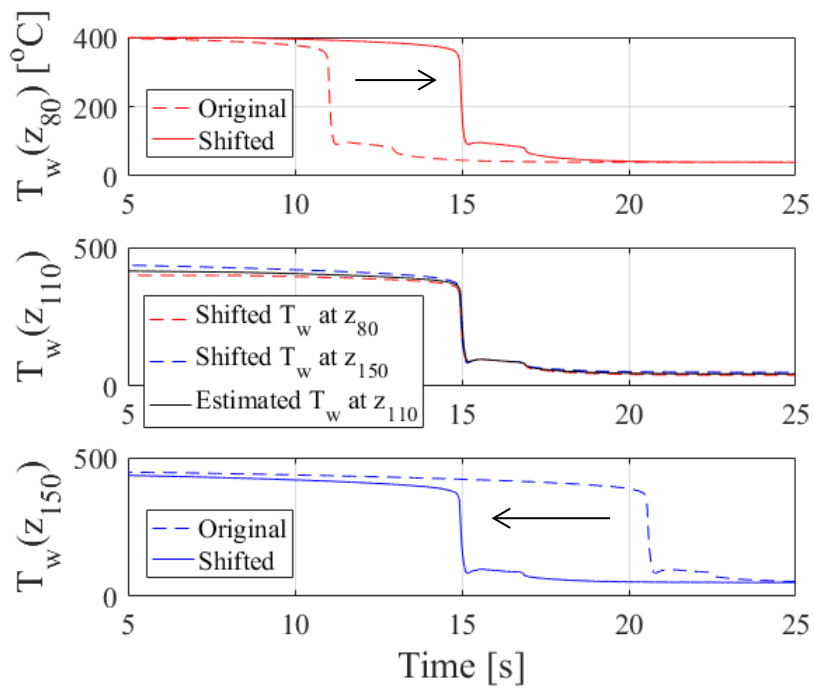 T_w(z_80) [°C]
400
200
0
Original
Shifted
5 10 15 20 25
T_w(z_110)
500
0
Shifted T_w at z_80
Shifted T_w at z_150
Estimated T_w at z_110
5 10 15 20 25
T_w(z_150)
500
0
Original
Shifted
5 10 15 20 25
Time [s]